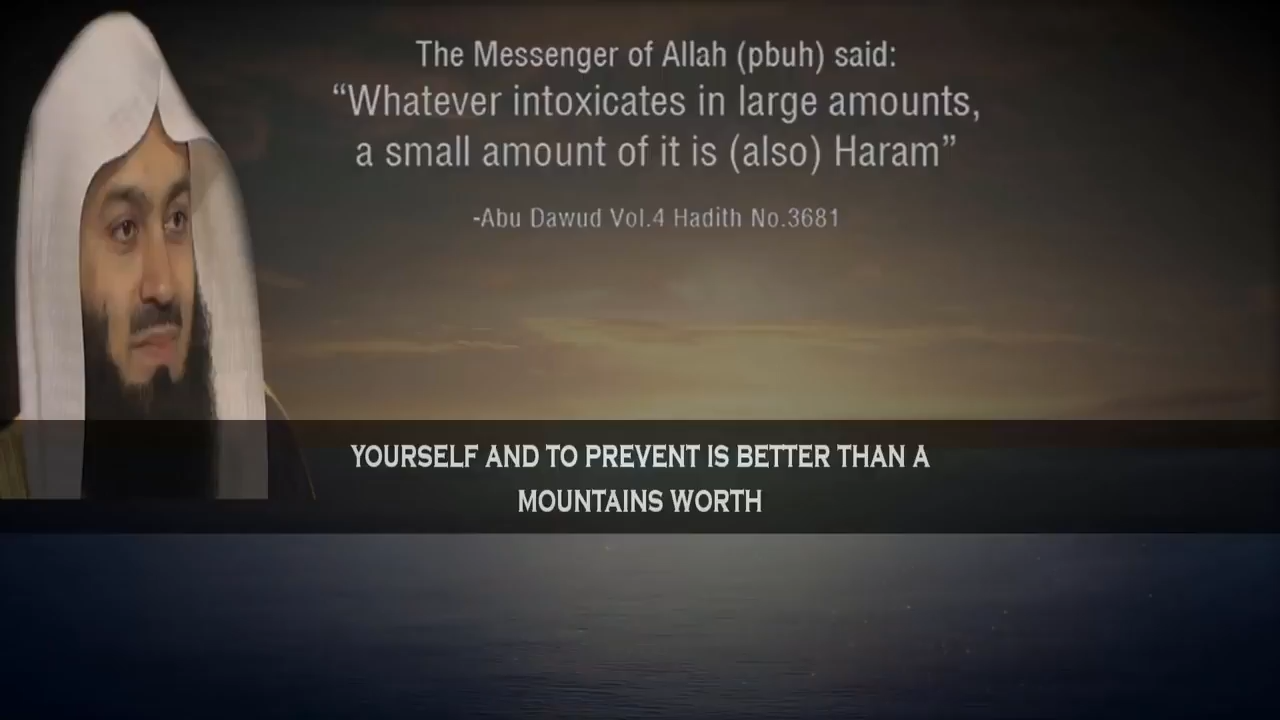 The Messenger of Allah (pbuh) said:
“Whatever intoxicates in large amounts,
a small amount of it is (also) Haram”
-Abu Dawud Vol.4 Hadith No.3681
YOURSELF AND TO PREVENT IS BETTER THAN A
MOUNTAINS WORTH